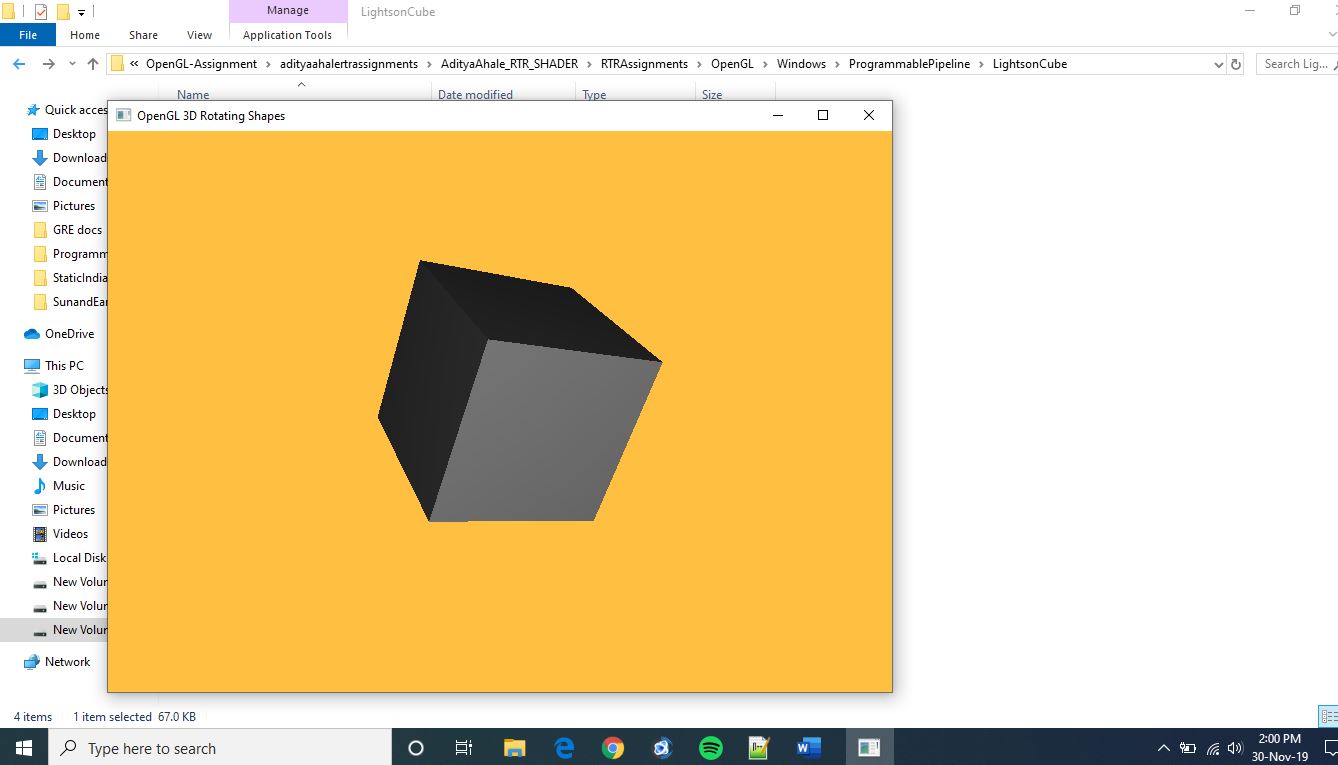 Manage
LightsonCube
File
Home
Share
View
Application Tools
« OpenGL-Assignment › adityaahalertrassignments › AdityaAhale_RTR_SHADER › RTRAssignments › OpenGL › Windows › ProgrammablePipeline › LightsonCube
Search Lig...
Name
Date modified
Type
Size
OpenGL 3D Rotating Shapes
Quick acces
Desktop
Download
Document
Pictures
GRE docs
Programm
StaticIndia
SunandEar
OneDrive
This PC
3D Objects
Desktop
Document
Download
Music
Pictures
Videos
Local Disk
New Volur
New Volur
New Volur
Network
4 items
1 item selected 67.0 KB
Type here to search
2:00 PM
30-Nov-19